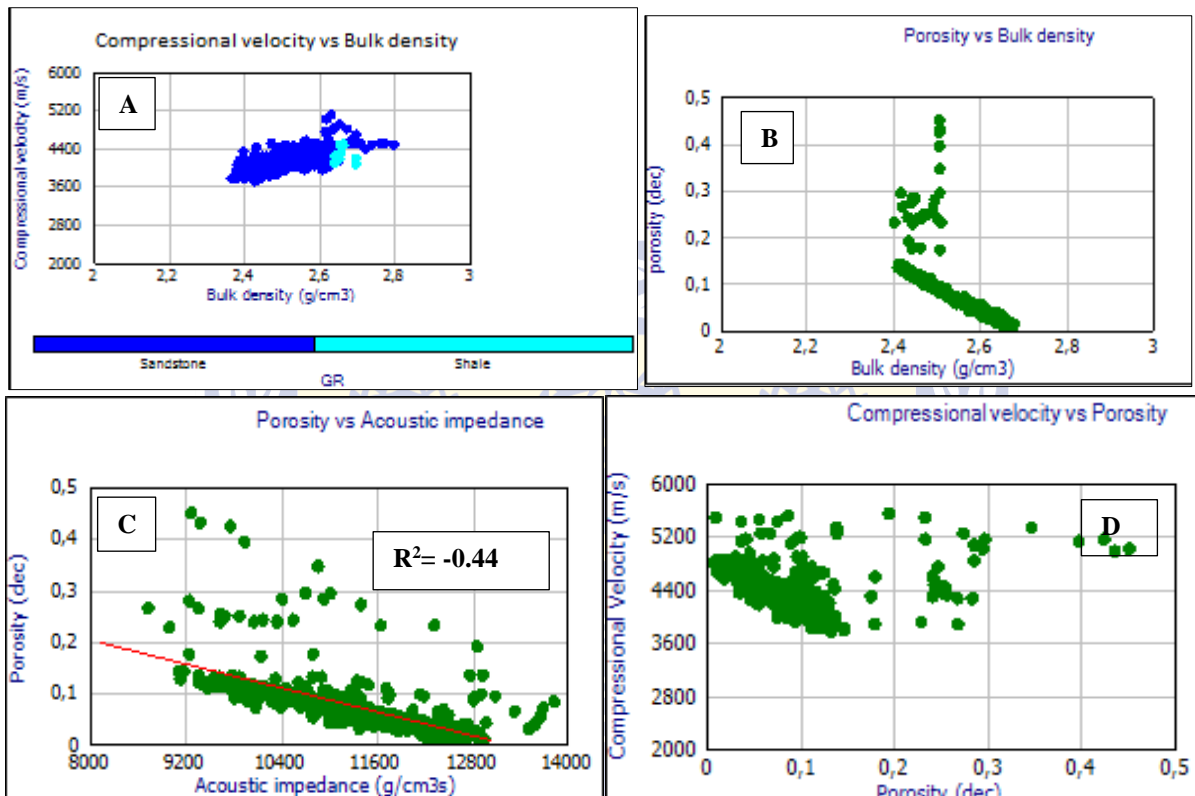 Compressional velocity vs Bulk density
A
Compressional velocity (m/s)
6000
5200
4400
3600
2800
2000
2
2,2
2,4
2,6
2,8
3
Bulk density (g/cm3)
Sandstone
Shale
GR
Porosity vs Bulk density
B
porosity (dec)
0,5
0,4
0,3
0,2
0,1
0
2
2,2
2,4
2,6
2,8
3
Bulk density (g/cm3)
Porosity vs Acoustic impedance
C
R²= -0.44
Porosity (dec)
0,5
0,4
0,3
0,2
0,1
0
8000
9200
10400
11600
12800
14000
Acoustic impedance (g/cm3s)
Compressional velocity vs Porosity
D
Compressional Velocity (m/s)
6000
5200
4400
3600
2800
2000
0
0,1
0,2
0,3
0,4
0,5
Porosity (dec)